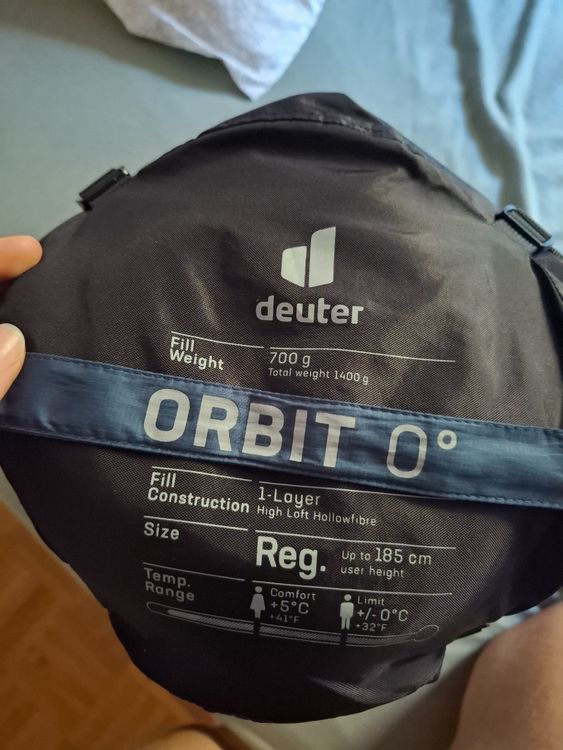 deuter
Fill
Weight
700 g
Total weight 1400 g
ORBIT 0°
Fill
Construction
1-Layer
High Loft Hollowfibre
Size
Reg.
Up to 185 cm
user height
Temp.
Range
Comfort
+5°C
+41°F
Limit
+/-0°C
+32°F